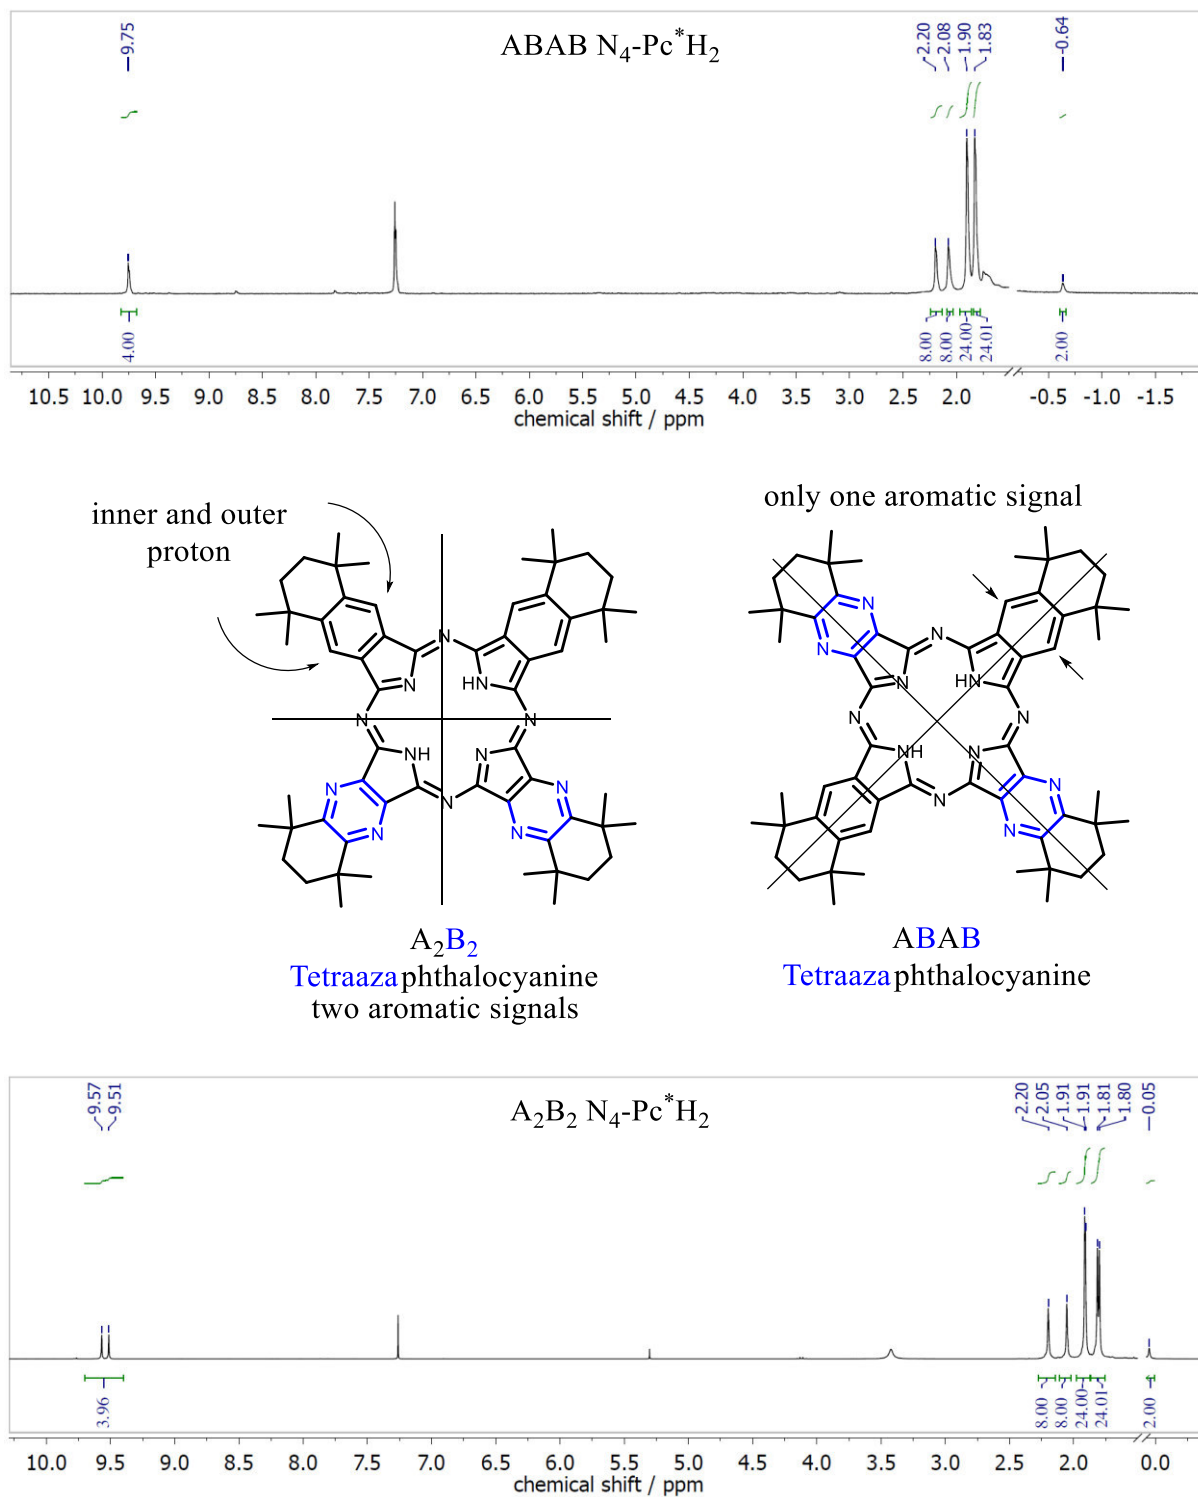 ABAB N4-Pc*H2
9.75
2.20
2.08
1.90
1.83
-0.64
4.00
8.00
8.00
24.00
24.01
2.00
10.5 10.0 9.5 9.0 8.5 8.0 7.5 7.0 6.5 6.0 5.5 5.0 4.5 4.0 3.5 3.0 2.5 2.0 -0.5 -1.0 -1.5
chemical shift / ppm
inner and outer
proton
N
N
HN
N
N
NH
N
N
N
N
N
N
A2B2
Tetraazaphthalocyanine
two aromatic signals
only one aromatic signal
N
N
N
N
HN
N
N
NH
N
N
N
N
ABAB
Tetraazaphthalocyanine
A2B2 N4-Pc*H2
9.57
9.51
2.20
2.05
1.91
1.91
1.81
1.80
0.05
3.96
8.00
8.00
24.00
24.01
2.00
10.0 9.5 9.0 8.5 8.0 7.5 7.0 6.5 6.0 5.5 5.0 4.5 4.0 3.5 3.0 2.5 2.0 0.0
chemical shift / ppm